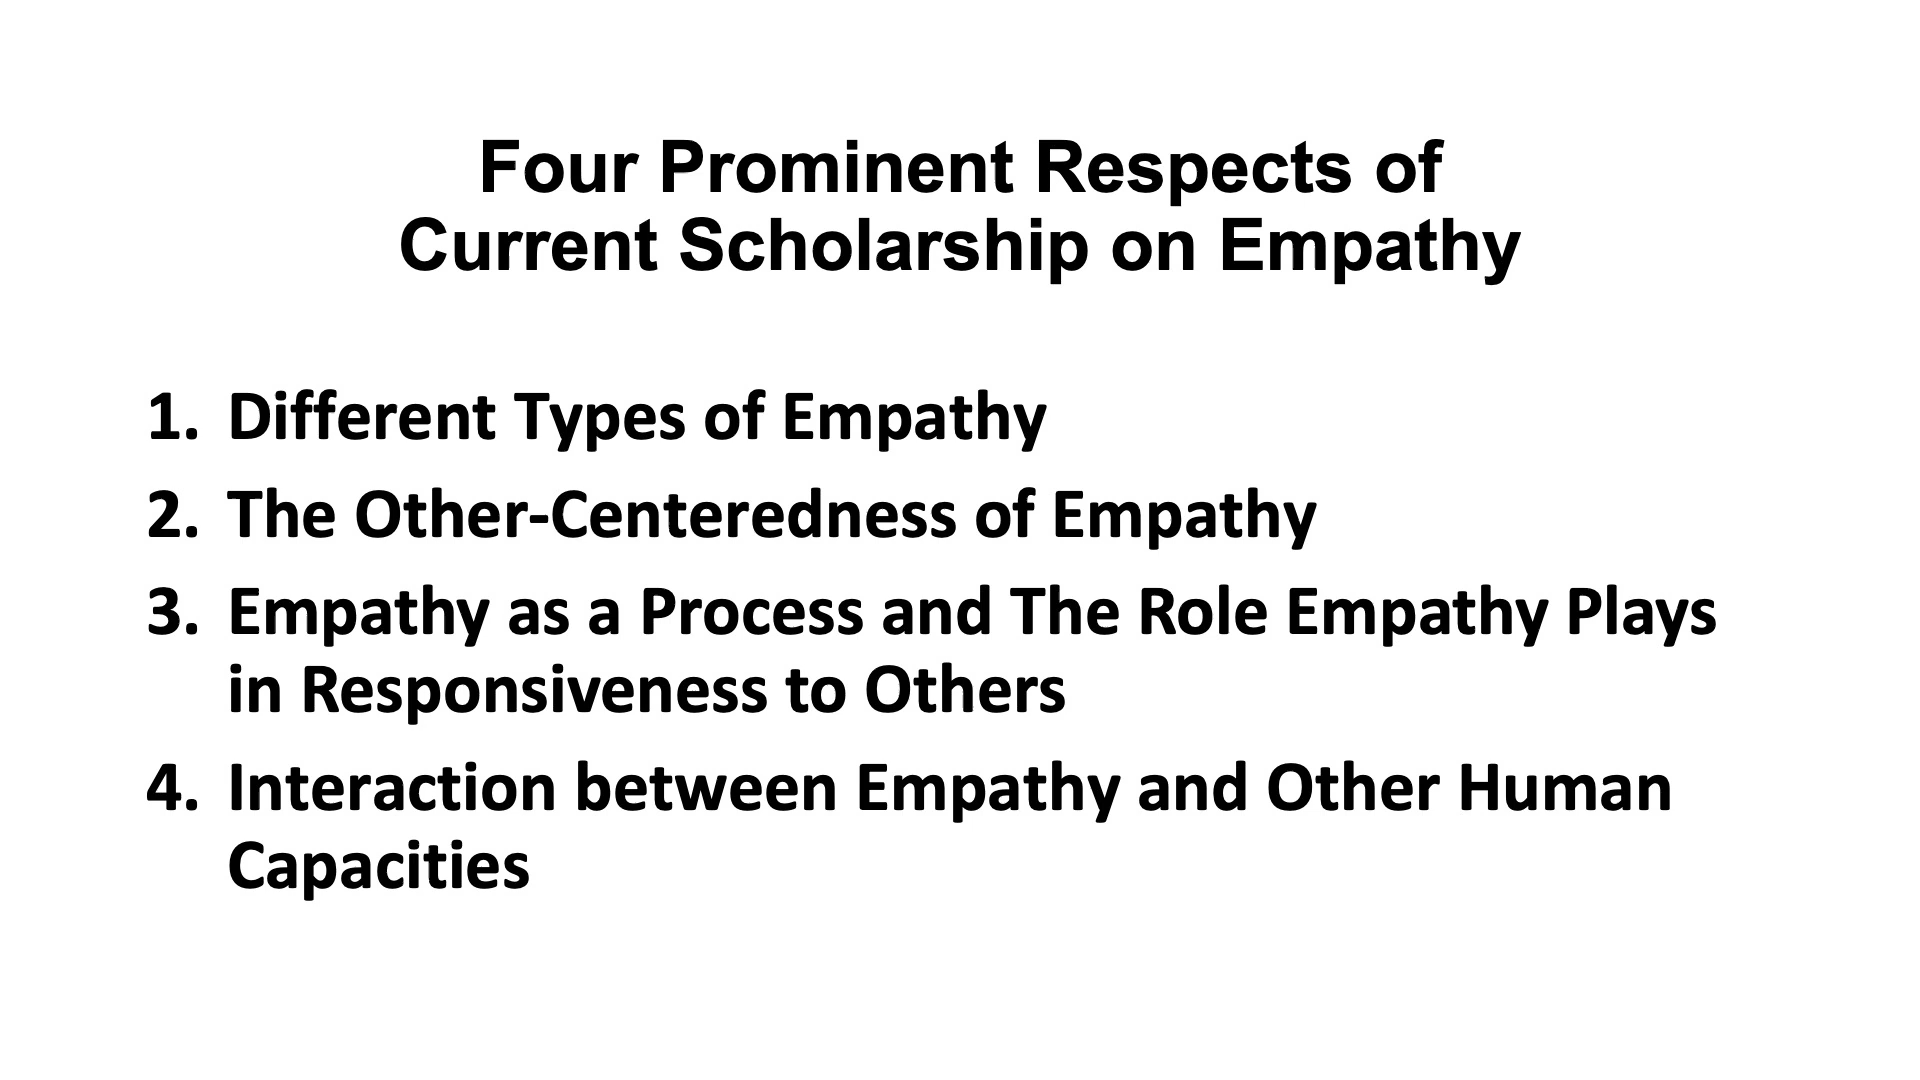 Four Prominent Respects of
Current Scholarship on Empathy
1. Different Types of Empathy
2. The Other-Centeredness of Empathy
3. Empathy as a Process and The Role Empathy Plays
in Responsiveness to Others
4. Interaction between Empathy and Other Human
Capacities